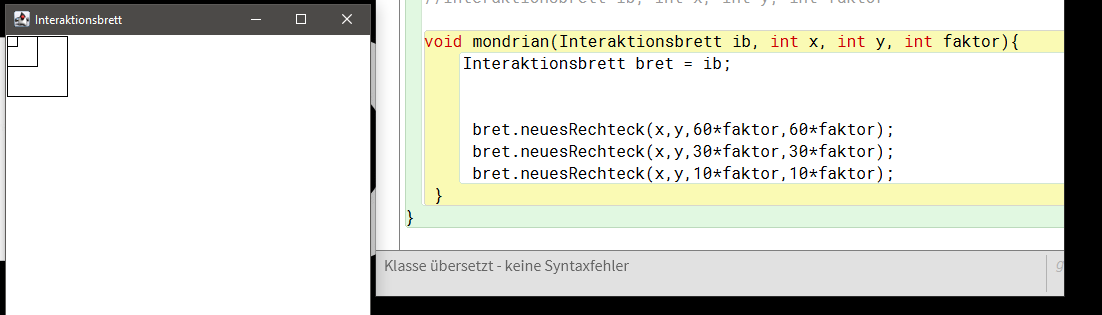 Interaktionsbrett
//Interaktionsbrett ib, int x, int y, int faktor
void mondrian(Interaktionsbrett ib, int x, int y, int faktor){
Interaktionsbrett bret = ib;
bret.neuesRechteck(x,y,60*faktor,60*faktor);
bret.neuesRechteck(x,y,30*faktor,30*faktor);
bret.neuesRechteck(x,y,10*faktor,10*faktor);
}
}
Klasse übersetzt - keine Syntaxfehler